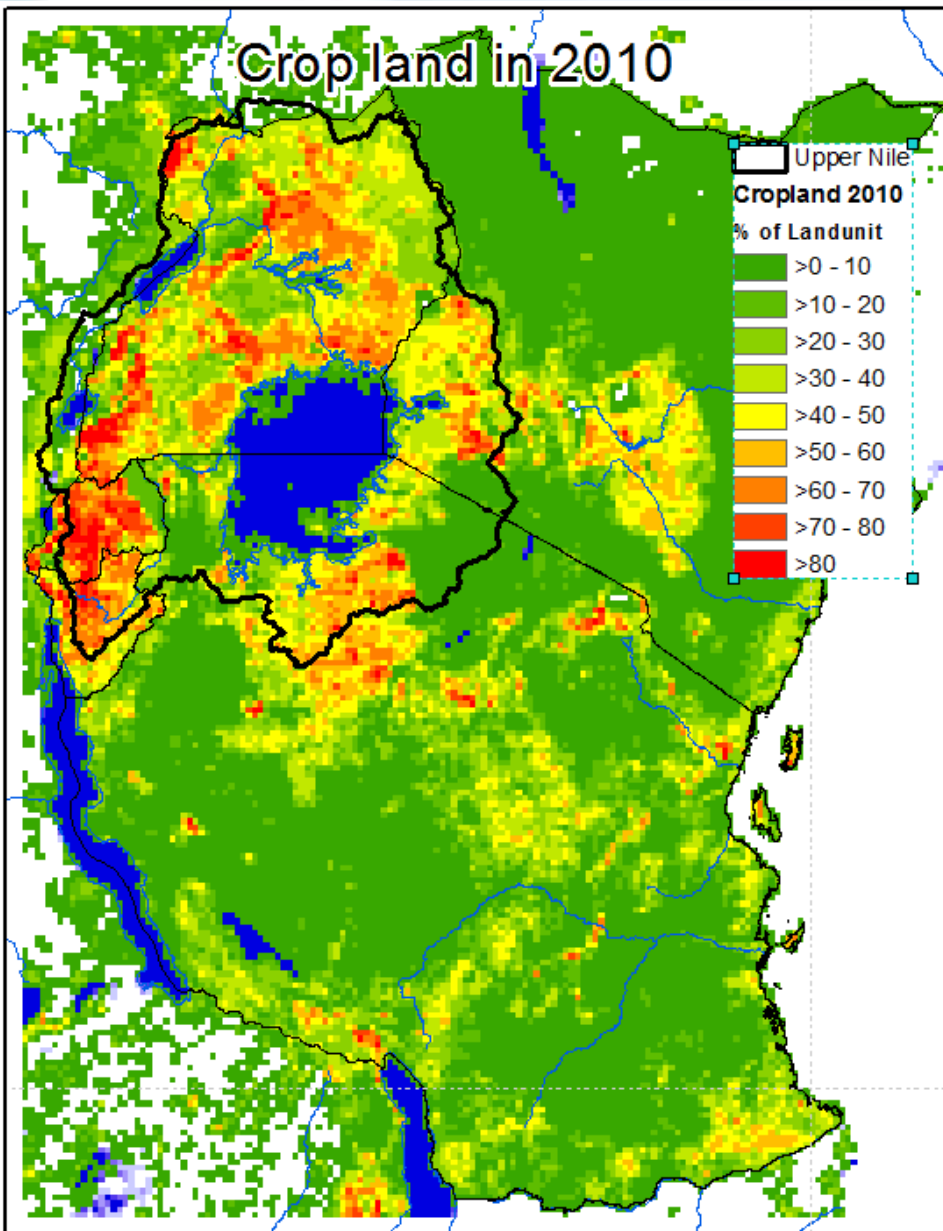 Crop land in 2010
Upper Nile
Cropland 2010
% of Landunit
>0 - 10
>10 - 20
>20 - 30
>30 - 40
>40 - 50
>50 - 60
>60 - 70
>70 - 80
>80